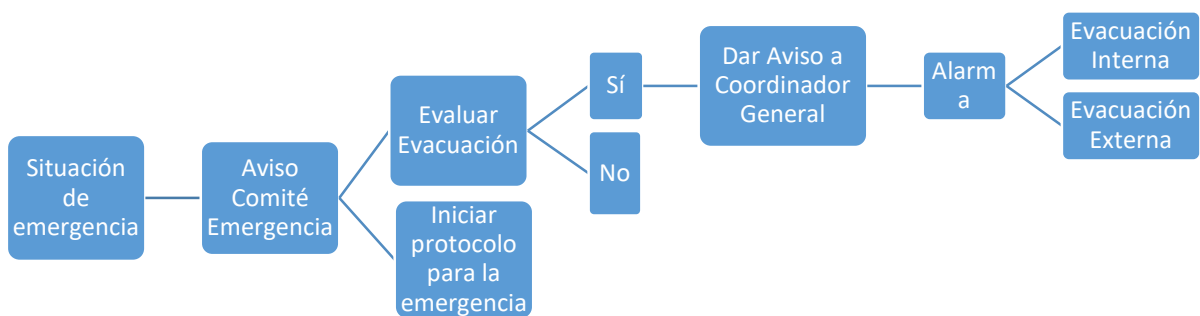 Situación
de
emergencia
Aviso
Comité
Emergencia
Evaluar
Evacuación
Iniciar
protocolo
para la
emergencia
Sí
No
Dar Aviso a
Coordinador
General
Alarm
a
Evacuación
Interna
Evacuación
Externa